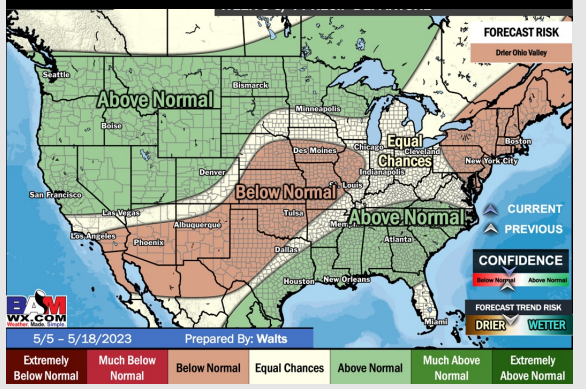 FORECAST RISK
Drier Ohio Valley
Seattle
Bismarck
Above Normal
Minneapolis
Boise
Equal
Chances
Boston
Chicago
Cleveland
Des Moines
New York City
Indianapolis
Denver
Below Normal
St. Louis
San Francisco
Las Vegas
Above Normal
CURRENT
Tulsa
Albuquerque
PREVIOUS
Los Angeles
Phoenix
Atlanta
Dallas
CONFIDENCE
Below Normal
Above Normal
Houston
New Orleans
BAM
WX.COM
Weather. Made. Simple.
FORECAST TREND RISK
DRIER
WETTER
Miami
5/5 – 5/18/2023
Prepared By: Walts
Extremely
Below Normal
Much Below
Normal
Below Normal
Equal Chances
Above Normal
Much Above
Normal
Extremely
Above Normal